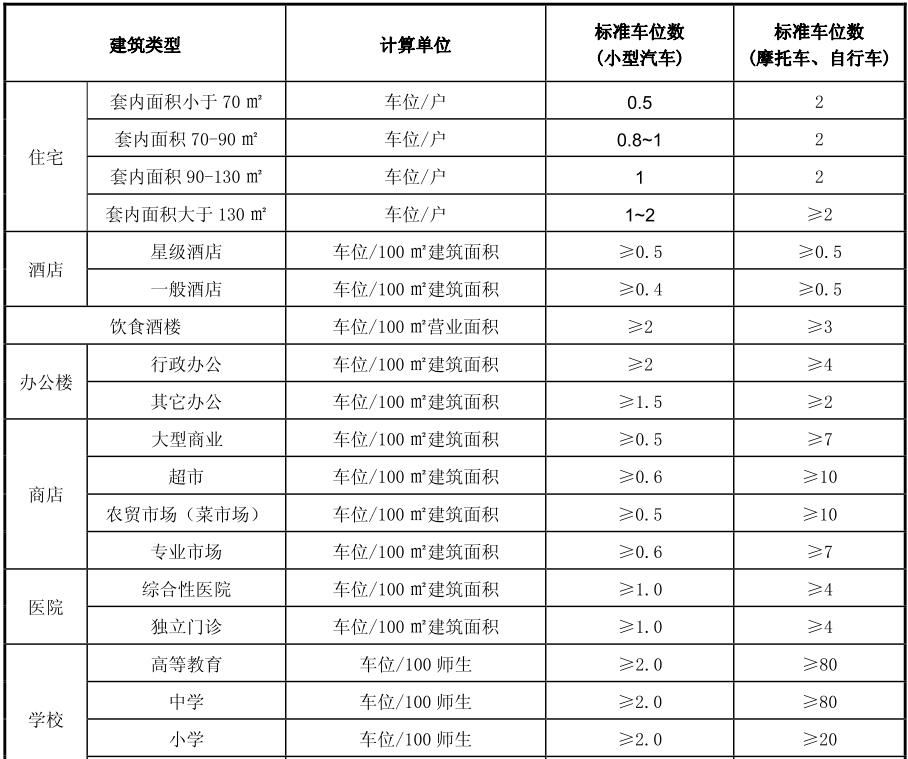 建筑类型 计算单位 标准车位数 标准车位数
(小型汽车) (摩托车、自行车)
住宅 套内面积小于 70 ㎡ 车位/户 0.5 2
套内面积 70-90 ㎡ 车位/户 0.8~1 2
套内面积 90-130 ㎡ 车位/户 1 2
套内面积大于 130 ㎡ 车位/户 1~2 ≥2
酒店 星级酒店 车位/100 ㎡建筑面积 ≥0.5 ≥0.5
一般酒店 车位/100 ㎡建筑面积 ≥0.4 ≥0.5
饮食酒楼 车位/100 ㎡营业面积 ≥2 ≥3
办公楼 行政办公 车位/100 ㎡建筑面积 ≥2 ≥4
其它办公 车位/100 ㎡建筑面积 ≥1.5 ≥2
商店 大型商业 车位/100 ㎡建筑面积 ≥0.5 ≥7
超市 车位/100 ㎡建筑面积 ≥0.6 ≥10
农贸市场（菜市场） 车位/100 ㎡建筑面积 ≥0.5 ≥10
专业市场 车位/100 ㎡建筑面积 ≥0.6 ≥7
医院 综合性医院 车位/100 ㎡建筑面积 ≥1.0 ≥4
独立门诊 车位/100 ㎡建筑面积 ≥1.0 ≥4
学校 高等教育 车位/100 师生 ≥2.0 ≥80
中学 车位/100 师生 ≥2.0 ≥80
小学 车位/100 师生 ≥2.0 ≥20